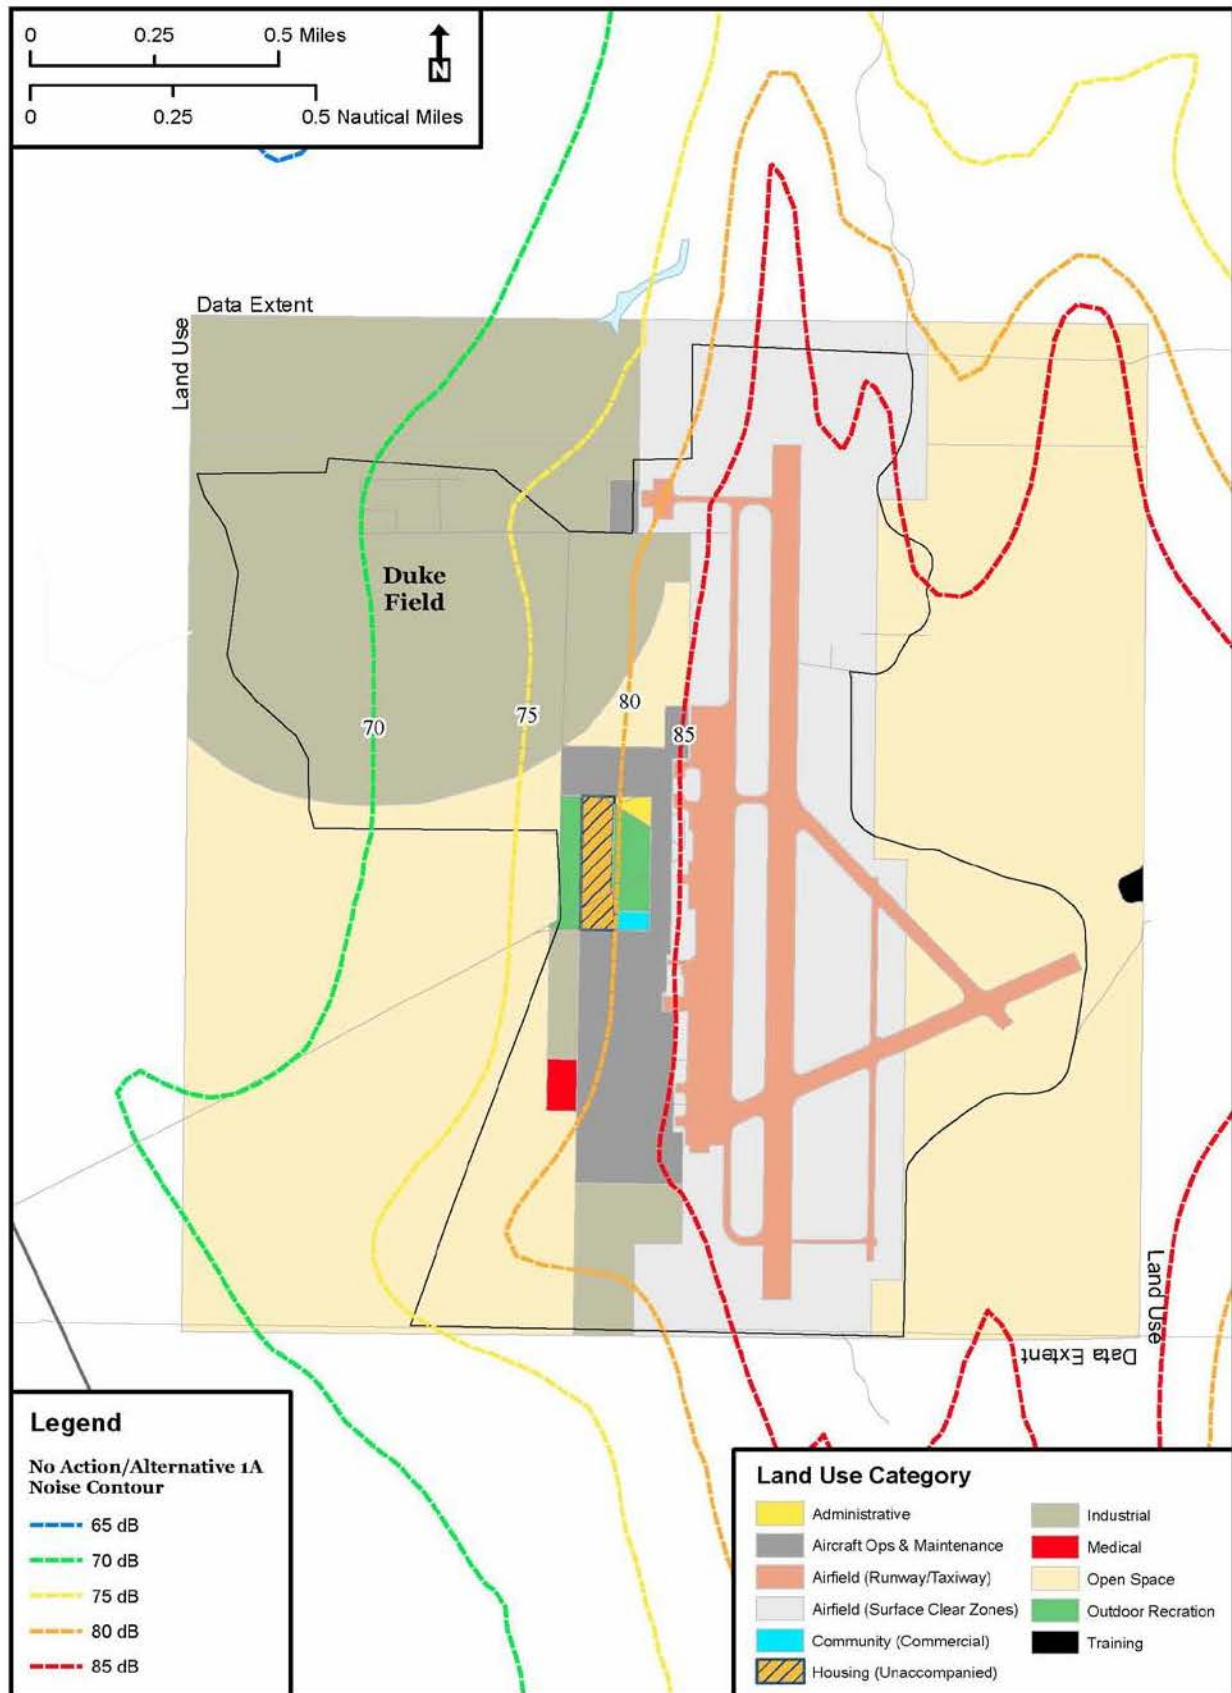 0 0.25 0.5 Miles
N
0 0.25 0.5 Nautical Miles
Data Extent
Land Use
Duke
Field
70
75
80
85
Land Use
Data Extent
Legend
No Action/Alternative 1A
Noise Contour
65 dB
70 dB
75 dB
80 dB
85 dB
Land Use Category
Administrative
Aircraft Ops & Maintenance
Airfield (Runway/Taxiway)
Airfield (Surface Clear Zones)
Community (Commercial)
Housing (Unaccompanied)
Industrial
Medical
Open Space
Outdoor Recration
Training